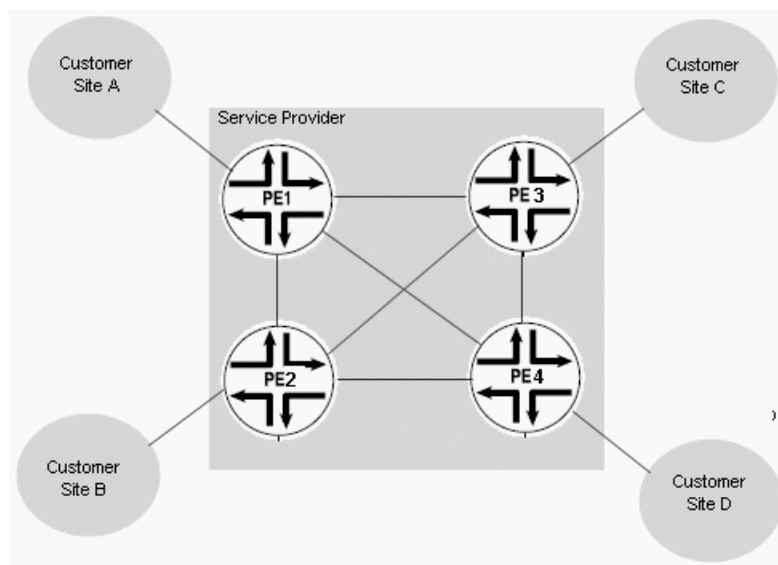 Customer
Site A
Customer
Site C
Service Provider
PE1
PE 3
PE2
PE4
Customer
Site B
Customer
Site D